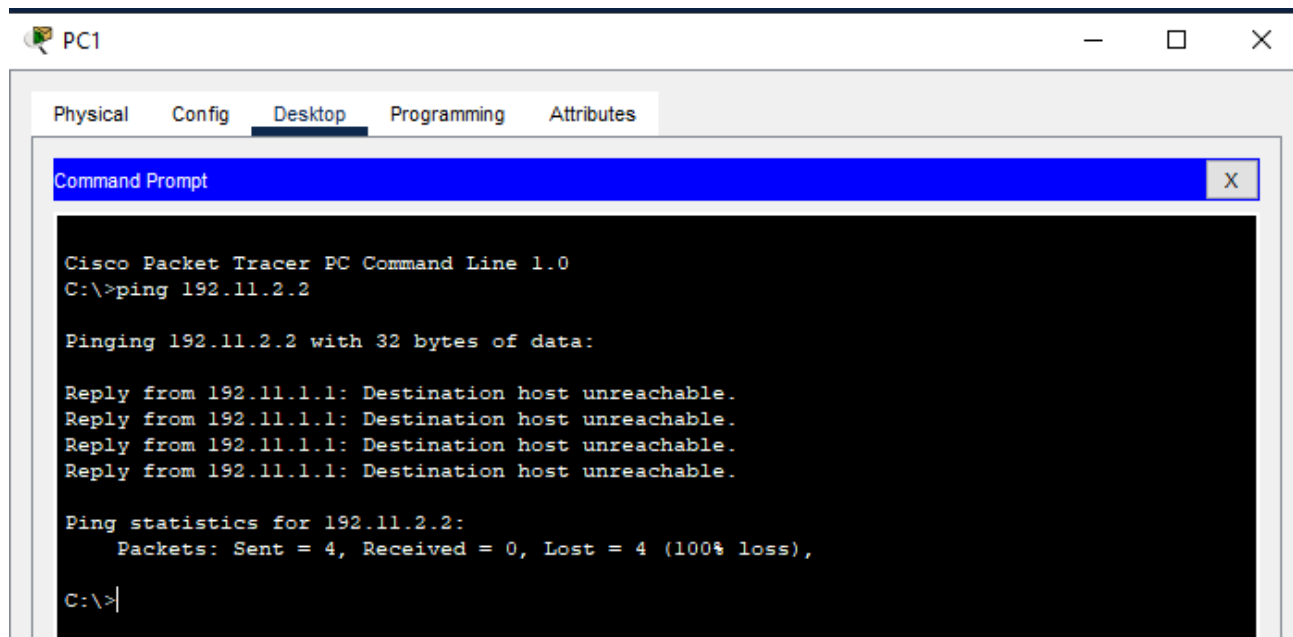 PC1
Physical Config Desktop Programming Attributes
Command Prompt
X
Cisco Packet Tracer PC Command Line 1.0
C:\>ping 192.11.2.2
Pinging 192.11.2.2 with 32 bytes of data:
Reply from 192.11.1.1: Destination host unreachable.
Reply from 192.11.1.1: Destination host unreachable.
Reply from 192.11.1.1: Destination host unreachable.
Reply from 192.11.1.1: Destination host unreachable.
Ping statistics for 192.11.2.2:
    Packets: Sent = 4, Received = 0, Lost = 4 (100% loss),
C:\>